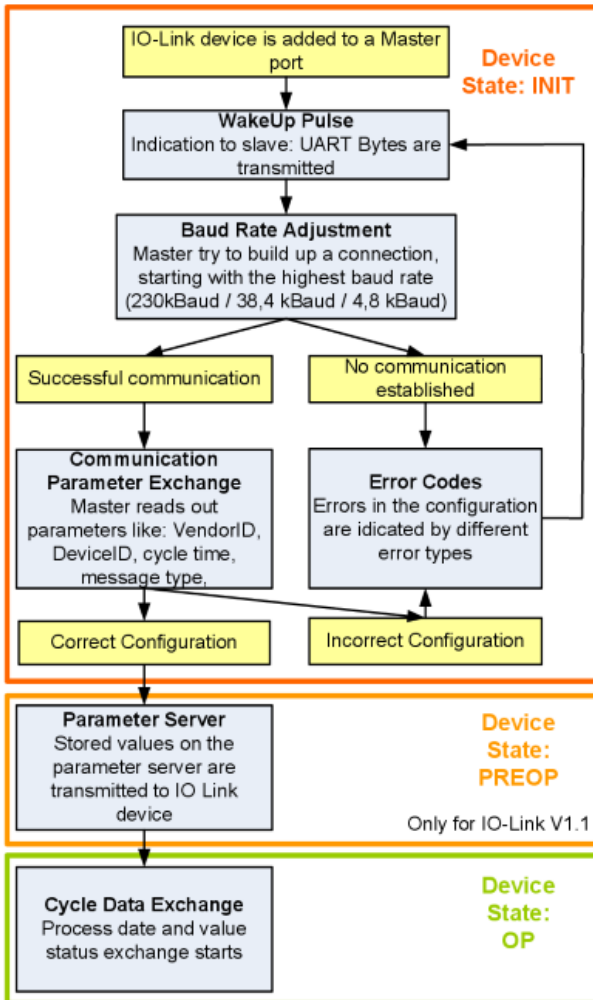 IO-Link device is added to a Master
port
Device
State: INIT
WakeUp Pulse
Indication to slave: UART Bytes are
transmitted
Baud Rate Adjustment
Master try to build up a connection,
starting with the highest baud rate
(230kBaud / 38,4 kBaud / 4,8 kBaud)
Successful communication
No communication
established
Communication
Parameter Exchange
Master reads out
parameters like: VendorID,
DeviceID, cycle time,
message type,
Error Codes
Errors in the configuration
are idicated by different
error types
Correct Configuration
Incorrect Configuration
Parameter Server
Stored values on the
parameter server are
transmitted to IO Link
device
Device
State:
PREOP
Only for IO-Link V1.1
Cycle Data Exchange
Process date and value
status exchange starts
Device
State:
OP